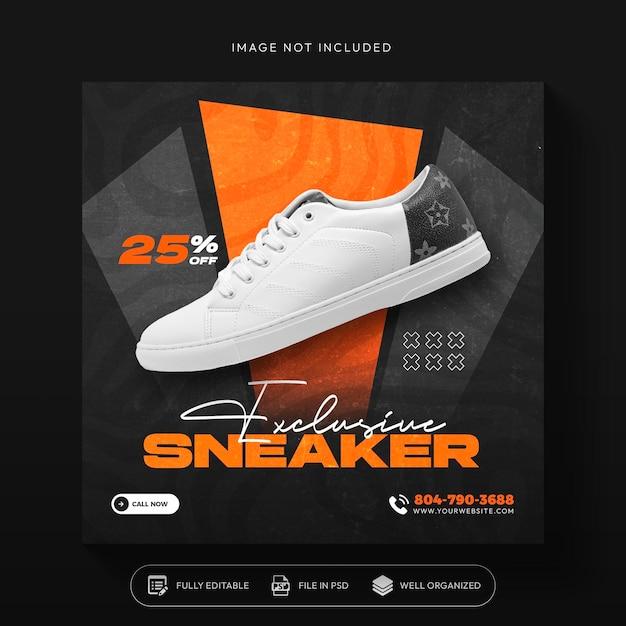 IMAGE NOT INCLUDED
25% OFF
Exclusive
SNEAKER
CALL NOW
804-790-3688
WWW.YOURWEBSITE.COM
FULLY EDITABLE
FILE IN PSD
WELL ORGANIZED